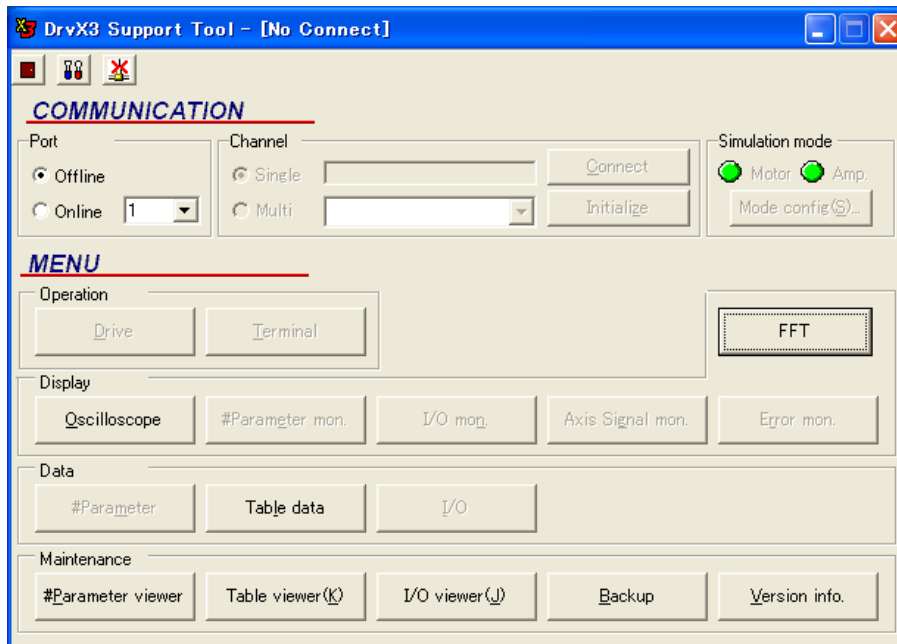 DrvX3 Support Tool - [No Connect]
COMMUNICATION
Port
Channel
Simulation mode
Offline
Single
Connect
Motor
Amp.
Online
1
Multi
Initialize
Mode config(S)...
MENU
Operation
Drive
Terminal
FFT
Display
Oscilloscope
#Parameter mon.
I/O mon.
Axis Signal mon.
Error mon.
Data
#Parameter
Table data
I/O
Maintenance
#Parameter viewer
Table viewer(K)
I/O viewer(J)
Backup
Version info.